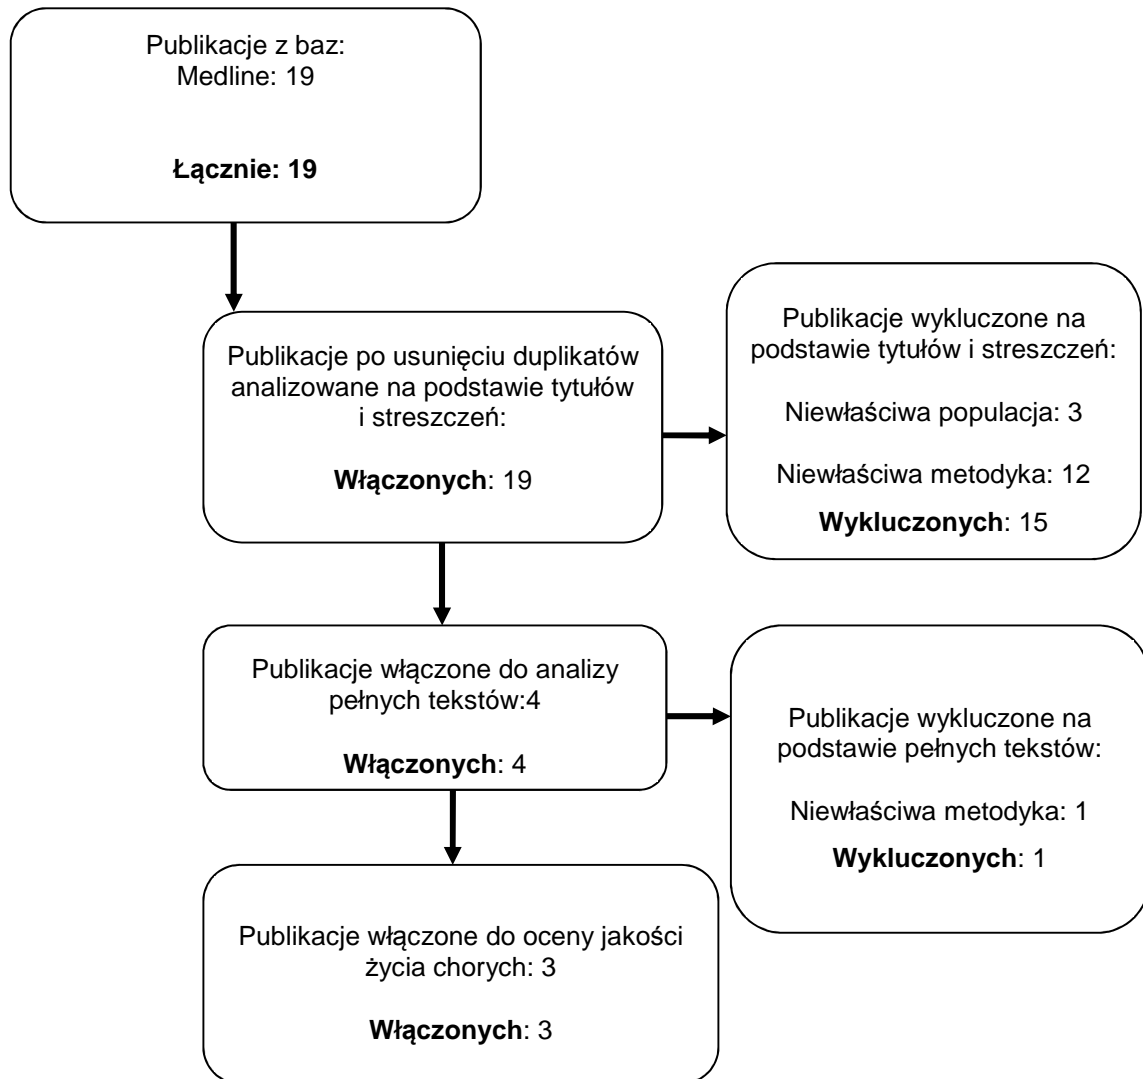 Publikacje z baz:
Medline: 19
Łącznie: 19
Publikacje po usunięciu duplikatów
analizowane na podstawie tytułów
i streszczeń:
Włączonych: 19
Publikacje wykluczone na
podstawie tytułów i streszczeń:
Niewłaściwa populacja: 3
Niewłaściwa metodyka: 12
Wykluczonych: 15
Publikacje włączone do analizy
pełnych tekstów:4
Włączonych: 4
Publikacje wykluczone na
podstawie pełnych tekstów:
Niewłaściwa metodyka: 1
Wykluczonych: 1
Publikacje włączone do oceny jakości
życia chorych: 3
Włączonych: 3